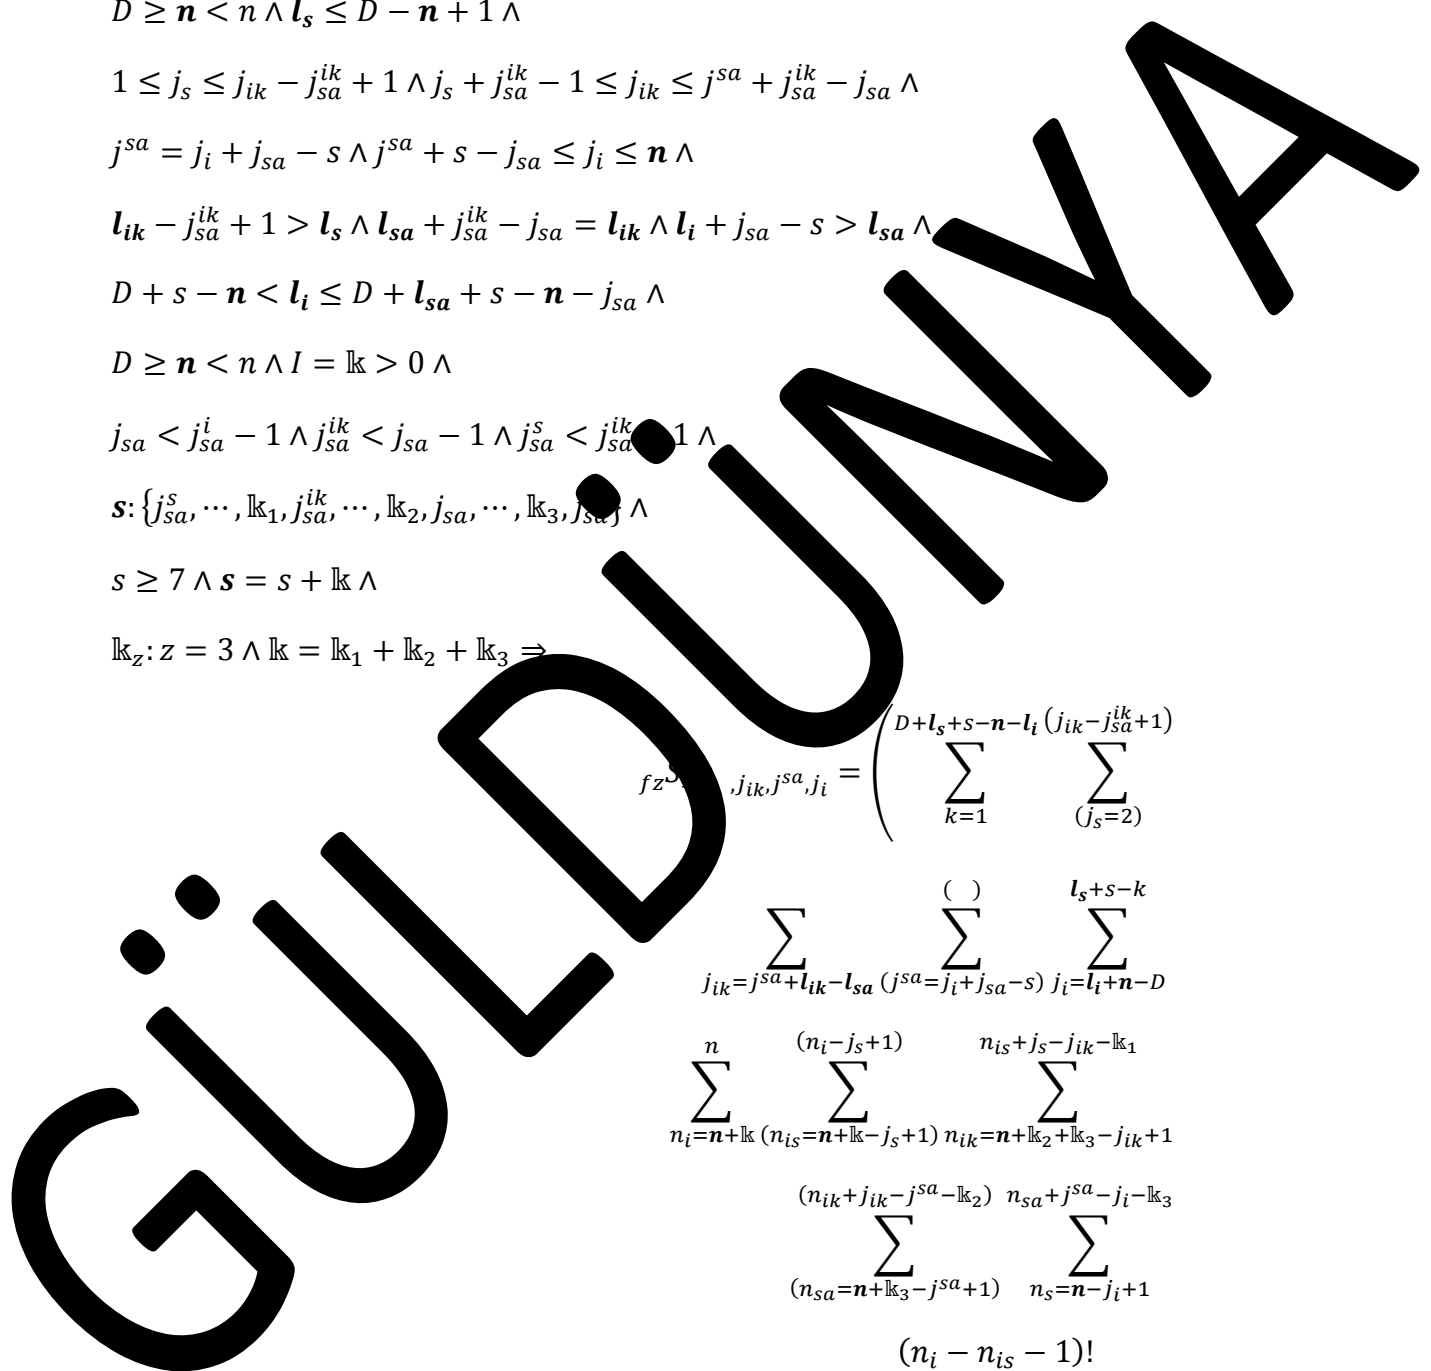 D ≥ n < n ∧ l_s ≤ D − n + 1 ∧
1 ≤ j_s ≤ j_{ik} − j_{sa}^{ik} + 1 ∧ j_s + j_{sa}^{ik} − 1 ≤ j_{ik} ≤ j^{sa} + j_{sa}^{ik} − j_{sa} ∧
j^{sa} = j_i + j_{sa} − s ∧ j^{sa} + s − j_{sa} ≤ j_i ≤ n ∧
l_{ik} − j_{sa}^{ik} + 1 > l_s ∧ l_{sa} + j_{sa}^{ik} − j_{sa} = l_{ik} ∧ l_i + j_{sa} − s > l_{sa} ∧
D + s − n < l_i ≤ D + l_{sa} + s − n − j_{sa} ∧
D ≥ n < n ∧ I = 𝕜 > 0 ∧
j_{sa} < j_{sa}^{i} − 1 ∧ j_{sa}^{ik} < j_{sa} − 1 ∧ j_{sa}^{s} < j_{sa}^{ik} 1 ∧
s: {j_{sa}^{s}, ⋯ , 𝕜_1, j_{sa}^{ik}, ⋯ , 𝕜_2, j_{sa}, ⋯ , 𝕜_3, } ∧
s ≥ 7 ∧ s = s + 𝕜 ∧
𝕜_z: z = 3 ∧ 𝕜 = 𝕜_1 + 𝕜_2 + 𝕜_3 ⇒
_{fz}S_{,j_{ik},j^{sa},j_i} = ( ∑_{k=1}^{D+l_s+s−n−l_i} ∑_{(j_s=2)}^{(j_{ik}−j_{sa}^{ik}+1)}
∑_{j_{ik}=j^{sa}+l_{ik}−l_{sa}} ∑_{(j^{sa}=j_i+j_{sa}−s)}^{( )} ∑_{j_i=l_i+n−D}^{l_s+s−k}
∑_{n_i=n+𝕜}^{n} ∑_{(n_{is}=n+𝕜−j_s+1)}^{(n_i−j_s+1)} ∑_{n_{ik}=n+𝕜_2+𝕜_3−j_{ik}+1}^{n_{is}+j_s−j_{ik}−𝕜_1}
∑_{(n_{sa}=n+𝕜_3−j^{sa}+1)}^{(n_{ik}+j_{ik}−j^{sa}−𝕜_2)} ∑_{n_s=n−j_i+1}^{n_{sa}+j^{sa}−j_i−𝕜_3}
(n_i − n_{is} − 1)!
GÜLDÜNYA